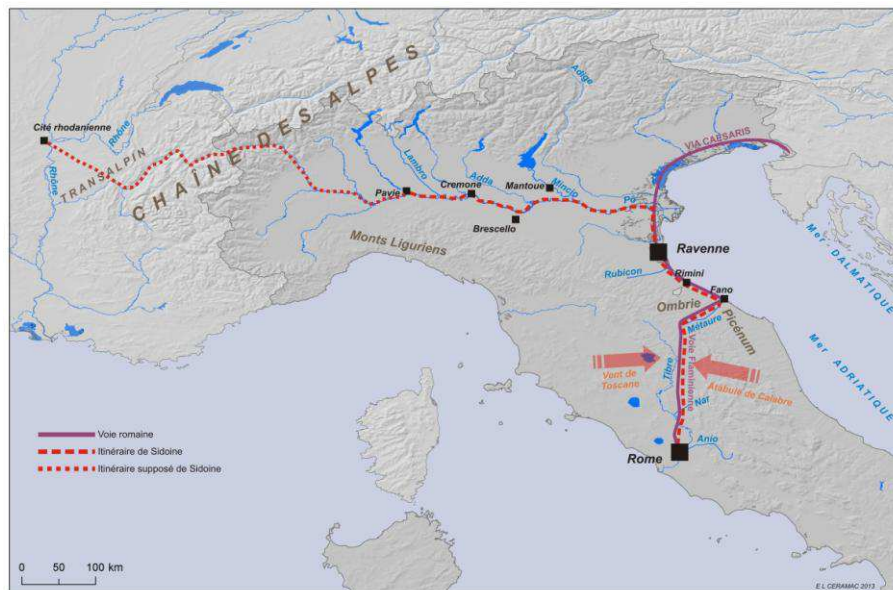 CHAÎNE DES ALPES
Adige
VIA CAESARIS
Cité rhodanienne
Rhône
Rhône
TRANSALPIN
Lambro
Pavie
Cremone
Adda
Mantoue
Mincio
Pô
Brescello
Monts Liguriens
Ravenne
Rubicon
Rimini
Fano
Ombrie
Picénum
Métaure
Mer DALMATIQUE
Mer ADRIATIQUE
Vent de
Toscane
Tibre
Voie Flaminienne
Atabule de Calabre
Nar
Anio
Rome
Voie romaine
Itinéraire de Sidoine
Itinéraire supposé de Sidoine
0 50 100 km
E L CERAMAC 2013